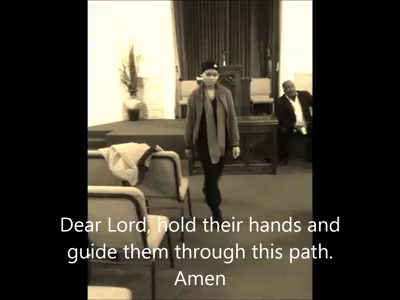 Dear Lord, hold their hands and
guide them through this path.
Amen